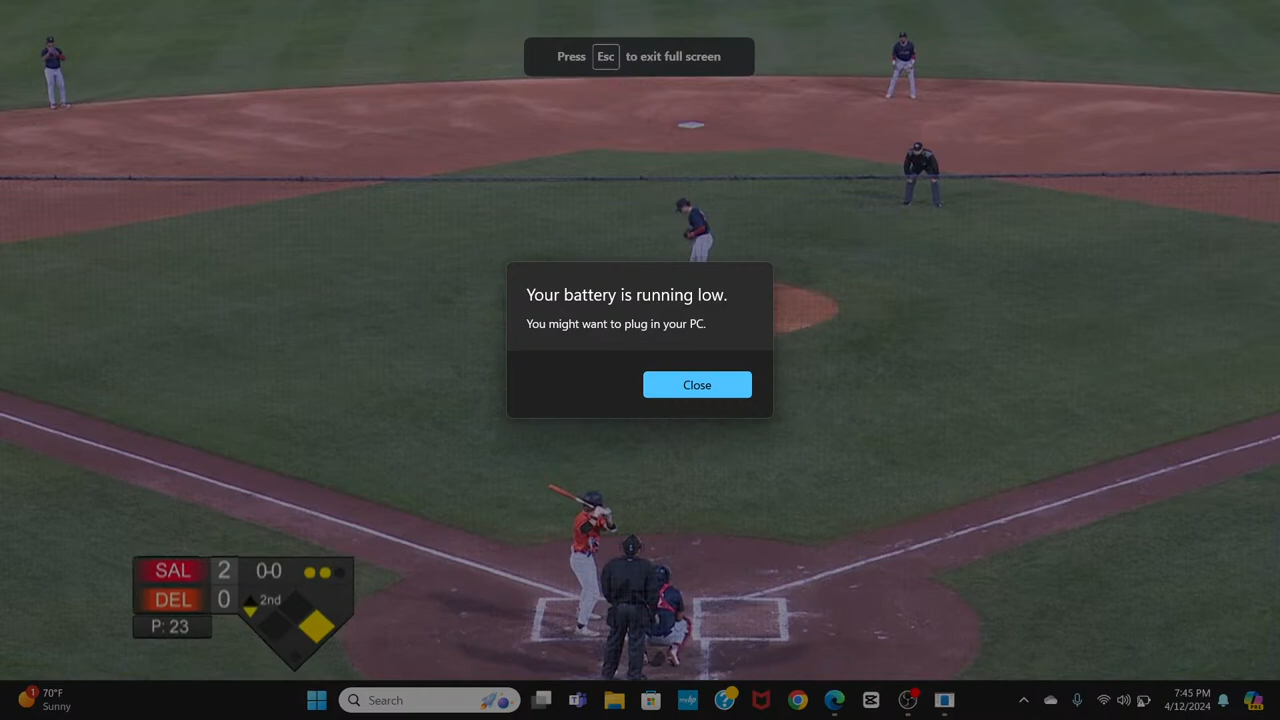 Press Esc to exit full screen
Your battery is running low.
You might want to plug in your PC.
Close
SAL 2 0-0
DEL 0 2nd
P: 23
1 70°F
Sunny
Search
7:45 PM
4/12/2024